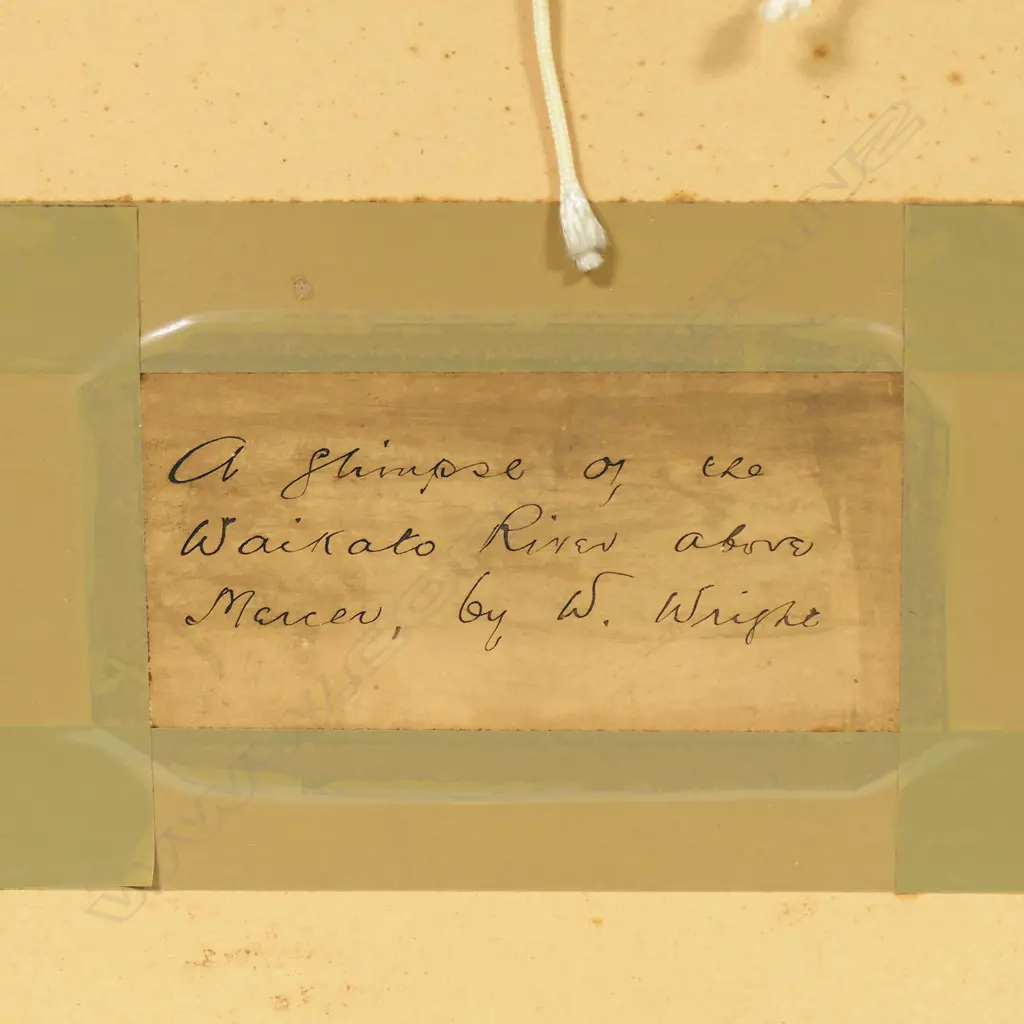 A glimpse of the
Waikato River above
Mercer, by W. Wright